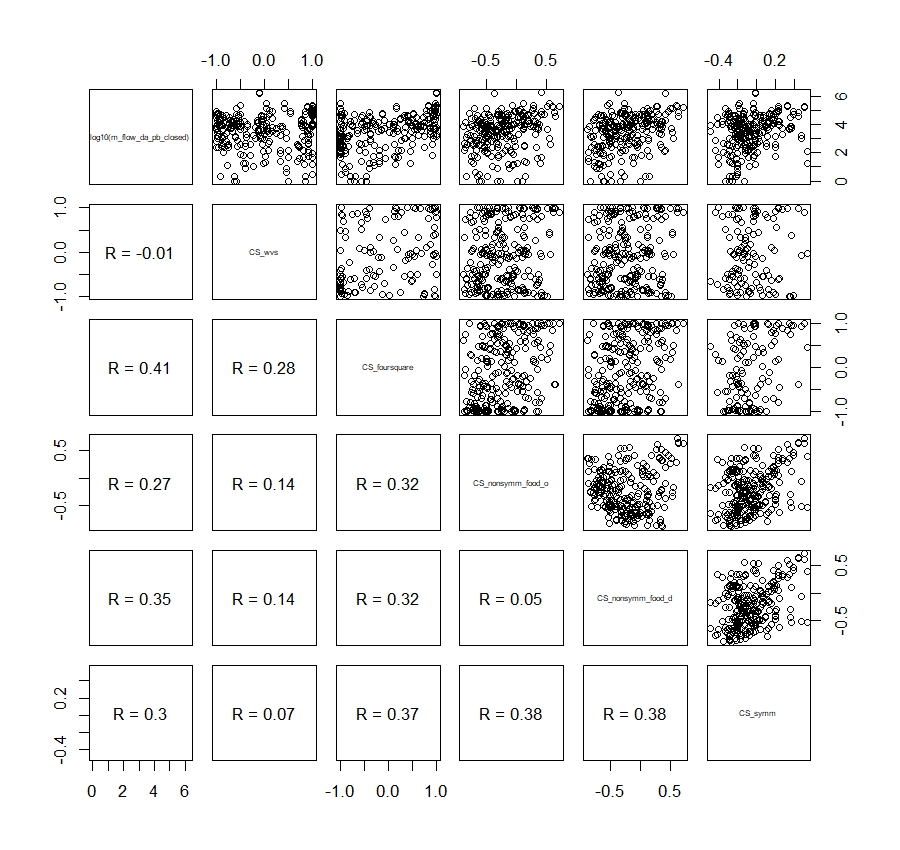 -1.0 0.0 1.0 -0.5 0.5 -0.4 0.2
log10(m_flow_da_pb_closed) 0 2 4 6
-1.0 0.0 1.0 R = -0.01 CS_wvs
R = 0.41 R = 0.28 CS_foursquare -1.0 0.0 1.0
-0.5 0.5 R = 0.27 R = 0.14 R = 0.32 CS_nonsymm_food_o
R = 0.35 R = 0.14 R = 0.32 R = 0.05 CS_nonsymm_food_d -0.5 0.5
-0.4 0.2 R = 0.3 R = 0.07 R = 0.37 R = 0.38 R = 0.38 CS_symm
0 2 4 6 -1.0 0.0 1.0 -0.5 0.5